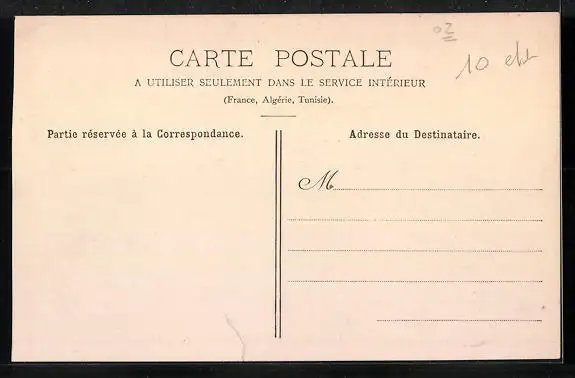 02
10
CARTE POSTALE
A UTILISER SEULEMENT DANS LE SERVICE INTÉRIEUR
(France, Algérie, Tunisie).
Partie réservée à la Correspondance.
Adresse du Destinataire.
M